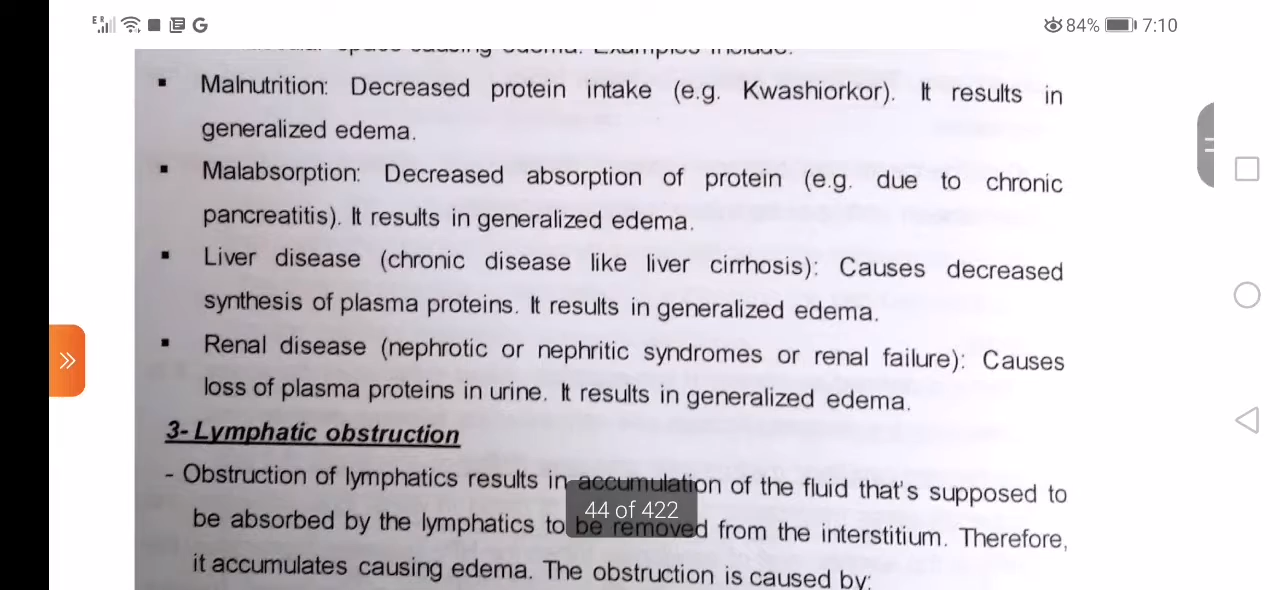 84% 7:10
space causing edema. Examples include:
▪ Malnutrition: Decreased protein intake (e.g. Kwashiorkor). It results in
generalized edema.
▪ Malabsorption: Decreased absorption of protein (e.g. due to chronic
pancreatitis). It results in generalized edema.
▪ Liver disease (chronic disease like liver cirrhosis): Causes decreased
synthesis of plasma proteins. It results in generalized edema.
▪ Renal disease (nephrotic or nephritic syndromes or renal failure): Causes
loss of plasma proteins in urine. It results in generalized edema.
3- Lymphatic obstruction
- Obstruction of lymphatics results in accumulation of the fluid that's supposed to
44 of 422
be absorbed by the lymphatics to be removed from the interstitium. Therefore,
it accumulates causing edema. The obstruction is caused by: